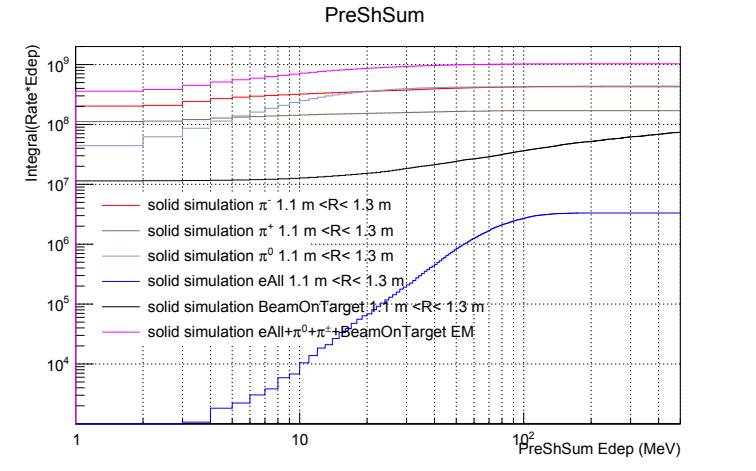 PreShSum
Integral(Rate*Edep)
10⁹
10⁸
10⁷
10⁶
10⁵
10⁴
solid simulation π⁻ 1.1 m <R< 1.3 m
solid simulation π⁺ 1.1 m <R< 1.3 m
solid simulation π⁰ 1.1 m <R< 1.3 m
solid simulation eAll 1.1 m <R< 1.3 m
solid simulation BeamOnTarget 1.1 m <R< 1.3 m
solid simulation eAll+π⁰+π±+BeamOnTarget EM
1 10 10²
PreShSum Edep (MeV)